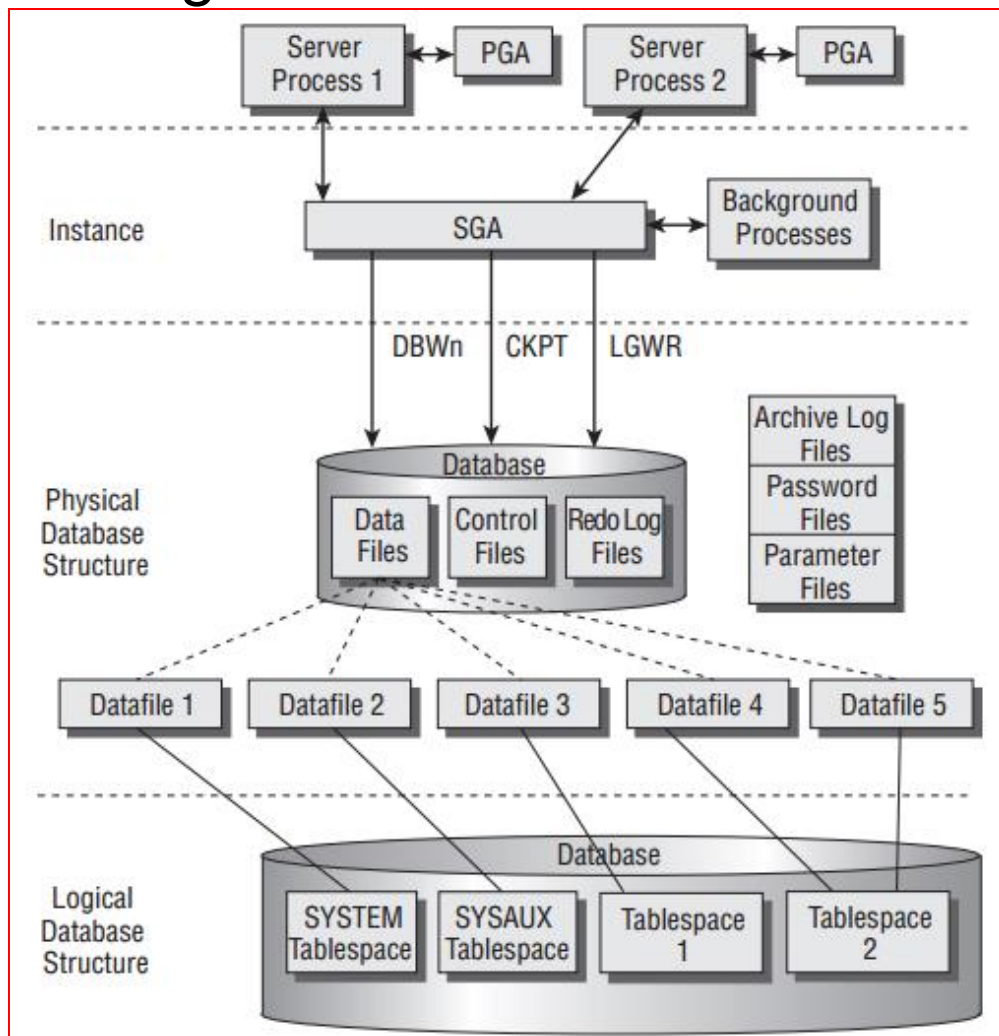 Server
Process 1
PGA
Server
Process 2
PGA
Instance
SGA
Background
Processes
DBWn
CKPT
LGWR
Physical
Database
Structure
Database
Data
Files
Control
Files
Redo Log
Files
Archive Log
Files
Password
Files
Parameter
Files
Datafile 1
Datafile 2
Datafile 3
Datafile 4
Datafile 5
Logical
Database
Structure
Database
SYSTEM
Tablespace
SYSAUX
Tablespace
Tablespace
1
Tablespace
2